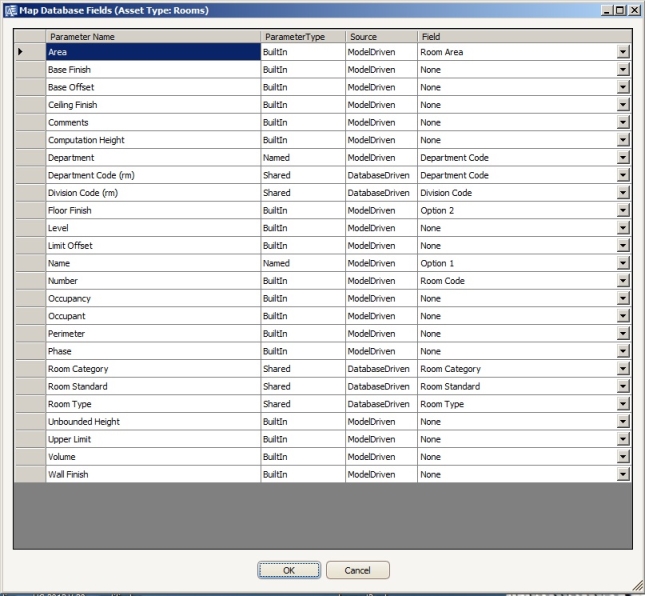 Map Database Fields (Asset Type: Rooms)
Parameter Name ParameterType Source Field
Area BuiltIn ModelDriven Room Area
Base Finish BuiltIn ModelDriven None
Base Offset BuiltIn ModelDriven None
Ceiling Finish BuiltIn ModelDriven None
Comments BuiltIn ModelDriven None
Computation Height BuiltIn ModelDriven None
Department Named ModelDriven Department Code
Department Code (rm) Shared DatabaseDriven Department Code
Division Code (rm) Shared DatabaseDriven Division Code
Floor Finish BuiltIn ModelDriven Option 2
Level BuiltIn ModelDriven None
Limit Offset BuiltIn ModelDriven None
Name Named ModelDriven Option 1
Number BuiltIn ModelDriven Room Code
Occupancy BuiltIn ModelDriven None
Occupant BuiltIn ModelDriven None
Perimeter BuiltIn ModelDriven None
Phase BuiltIn ModelDriven None
Room Category Shared DatabaseDriven Room Category
Room Standard Shared DatabaseDriven Room Standard
Room Type Shared DatabaseDriven Room Type
Unbounded Height BuiltIn ModelDriven None
Upper Limit BuiltIn ModelDriven None
Volume BuiltIn ModelDriven None
Wall Finish BuiltIn ModelDriven None
OK Cancel